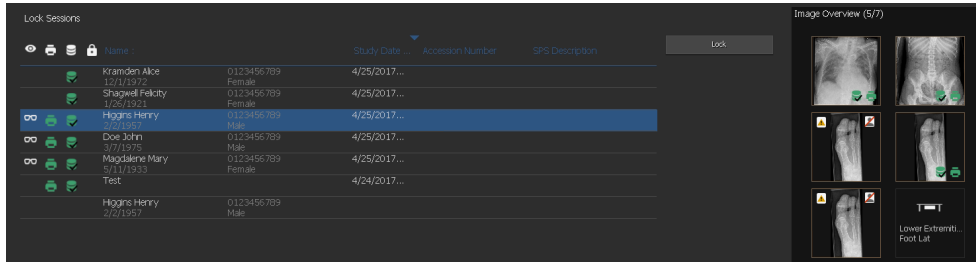 Lock Sessions
Image Overview (5/7)
Name
Study Date ...
Accession Number
SPS Description
Lock
Kramden Alice
0123456789
4/25/2017...
12/1/1972
Female
Shagwell Felicity
0123456789
4/25/2017...
1/26/1921
Female
Higgins Henry
0123456789
4/25/2017...
2/2/1957
Male
Doe John
0123456789
4/25/2017...
3/7/1975
Male
Magdalene Mary
0123456789
4/25/2017...
5/11/1933
Female
Test
4/24/2017...
Higgins Henry
0123456789
2/2/1957
Male
Lower Extremiti...
Foot Lat